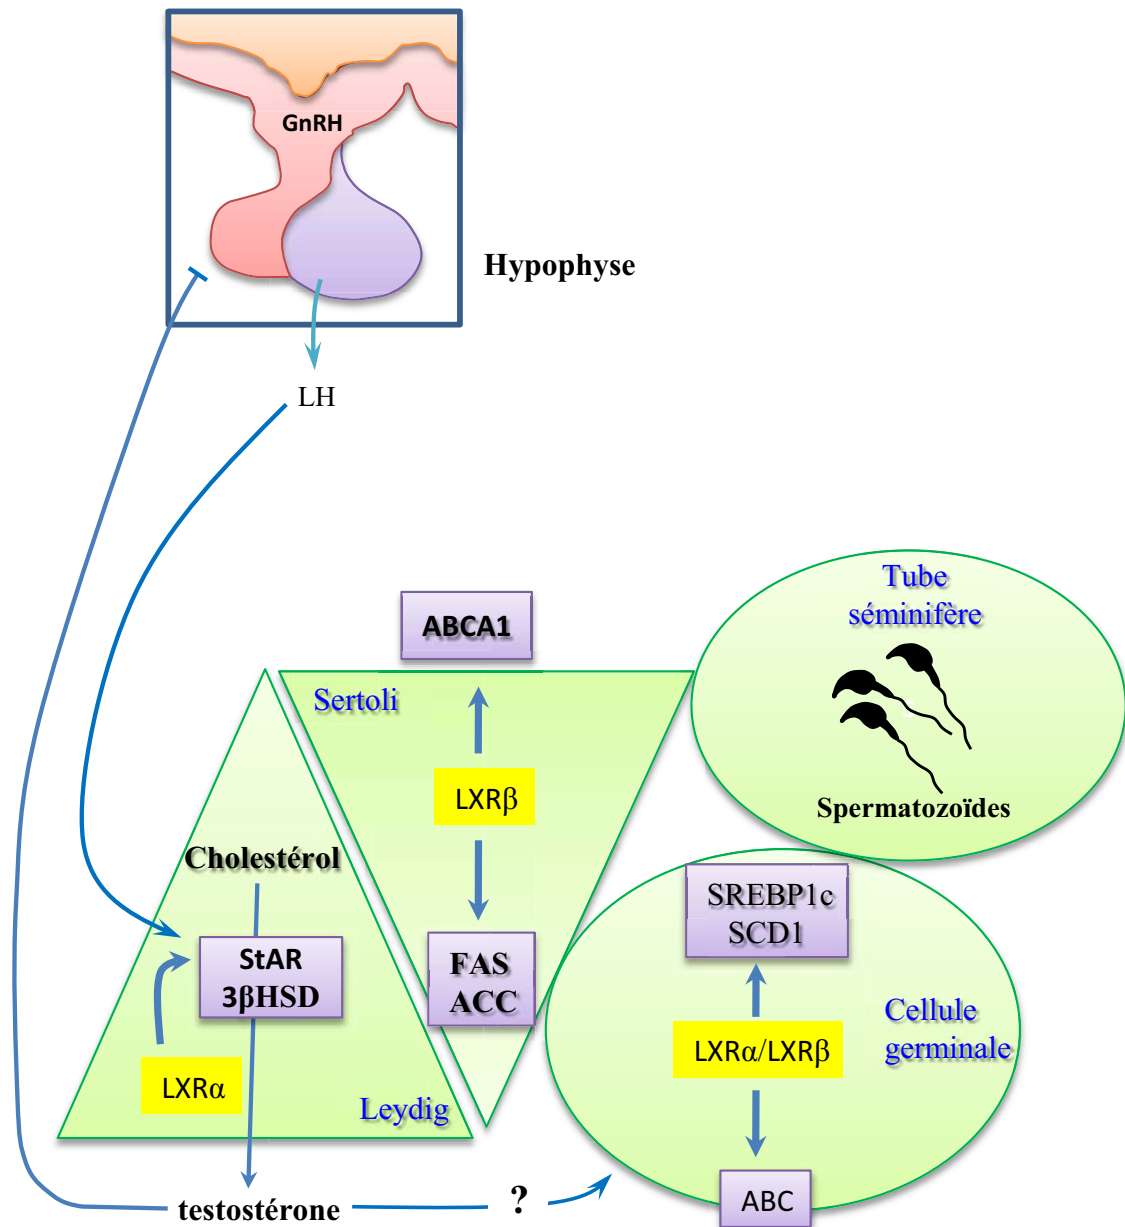 GnRH
Hypophyse
LH
Tube
séminifère
Spermatozoïdes
ABCA1
Sertoli
LXRβ
FAS
ACC
Cholestérol
StAR
3βHSD
LXRα
Leydig
SREBP1c
SCD1
LXRα/LXRβ
Cellule
germinale
ABC
testostérone
?